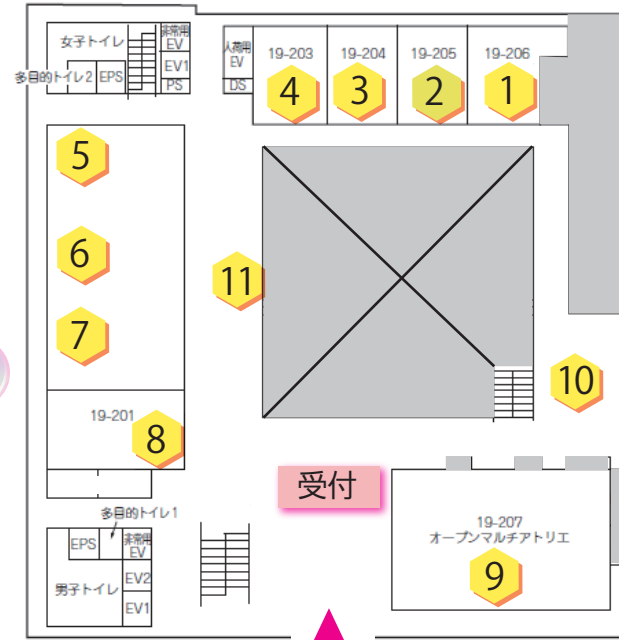 女子トイレ
非常用
EV
EV1
PS
多目的トイレ2
EPS
人荷用
EV
DS
19-203
4
19-204
3
19-205
2
19-206
1
5
6
7
11
10
19-201
8
受付
多目的トイレ1
EPS
非常用
EV
男子トイレ
EV2
EV1
19-207
オープンマルチアトリエ
9